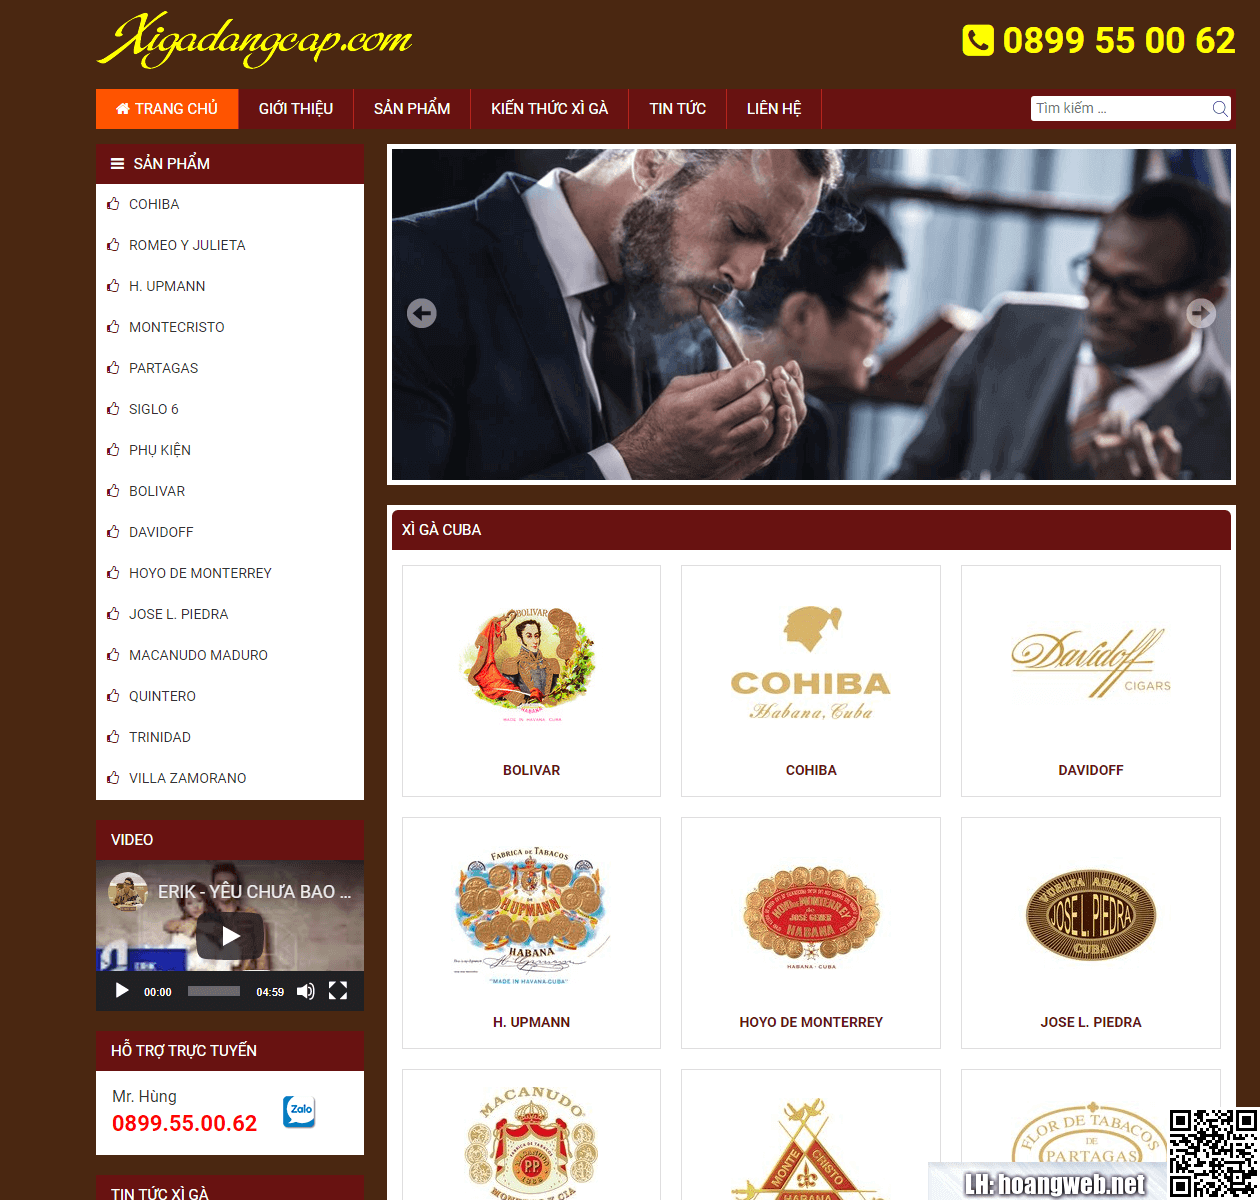 Xigadangcap.com
0899 55 00 62
TRANG CHỦ
GIỚI THIỆU
SẢN PHẨM
KIẾN THỨC XÌ GÀ
TIN TỨC
LIÊN HỆ
Tìm kiếm ...
SẢN PHẨM
COHIBA
ROMEO Y JULIETA
H. UPMANN
MONTECRISTO
PARTAGAS
SIGLO 6
PHỤ KIỆN
BOLIVAR
DAVIDOFF
HOYO DE MONTERREY
JOSE L. PIEDRA
MACANUDO MADURO
QUINTERO
TRINIDAD
VILLA ZAMORANO
VIDEO
ERIK - YÊU CHƯA BAO ...
00:00
04:59
HỖ TRỢ TRỰC TUYẾN
Mr. Hùng
0899.55.00.62
Zalo
TIN TỨC XÌ GÀ
XÌ GÀ CUBA
BOLIVAR
HABANA
MADE IN HAVANA CUBA
BOLIVAR
COHIBA
Habana, Cuba
COHIBA
Davidoff
CIGARS
DAVIDOFF
FABRICA DE TABACOS
H.UPMANN
HABANA
"MADE IN HAVANA-CUBA"
H. UPMANN
HOYO DE MONTERREY
de
JOSÉ GENER
HABANA
HABANA - CUBA
HOYO DE MONTERREY
VUELTA ABAJO
JOSE L. PIEDRA
CUBA
JOSE L. PIEDRA
MACANUDO
PP
MONTE
CRISTO
HABANA
FLOR DE TABACOS
DE
PARTAGAS
LH: hoangweb.net